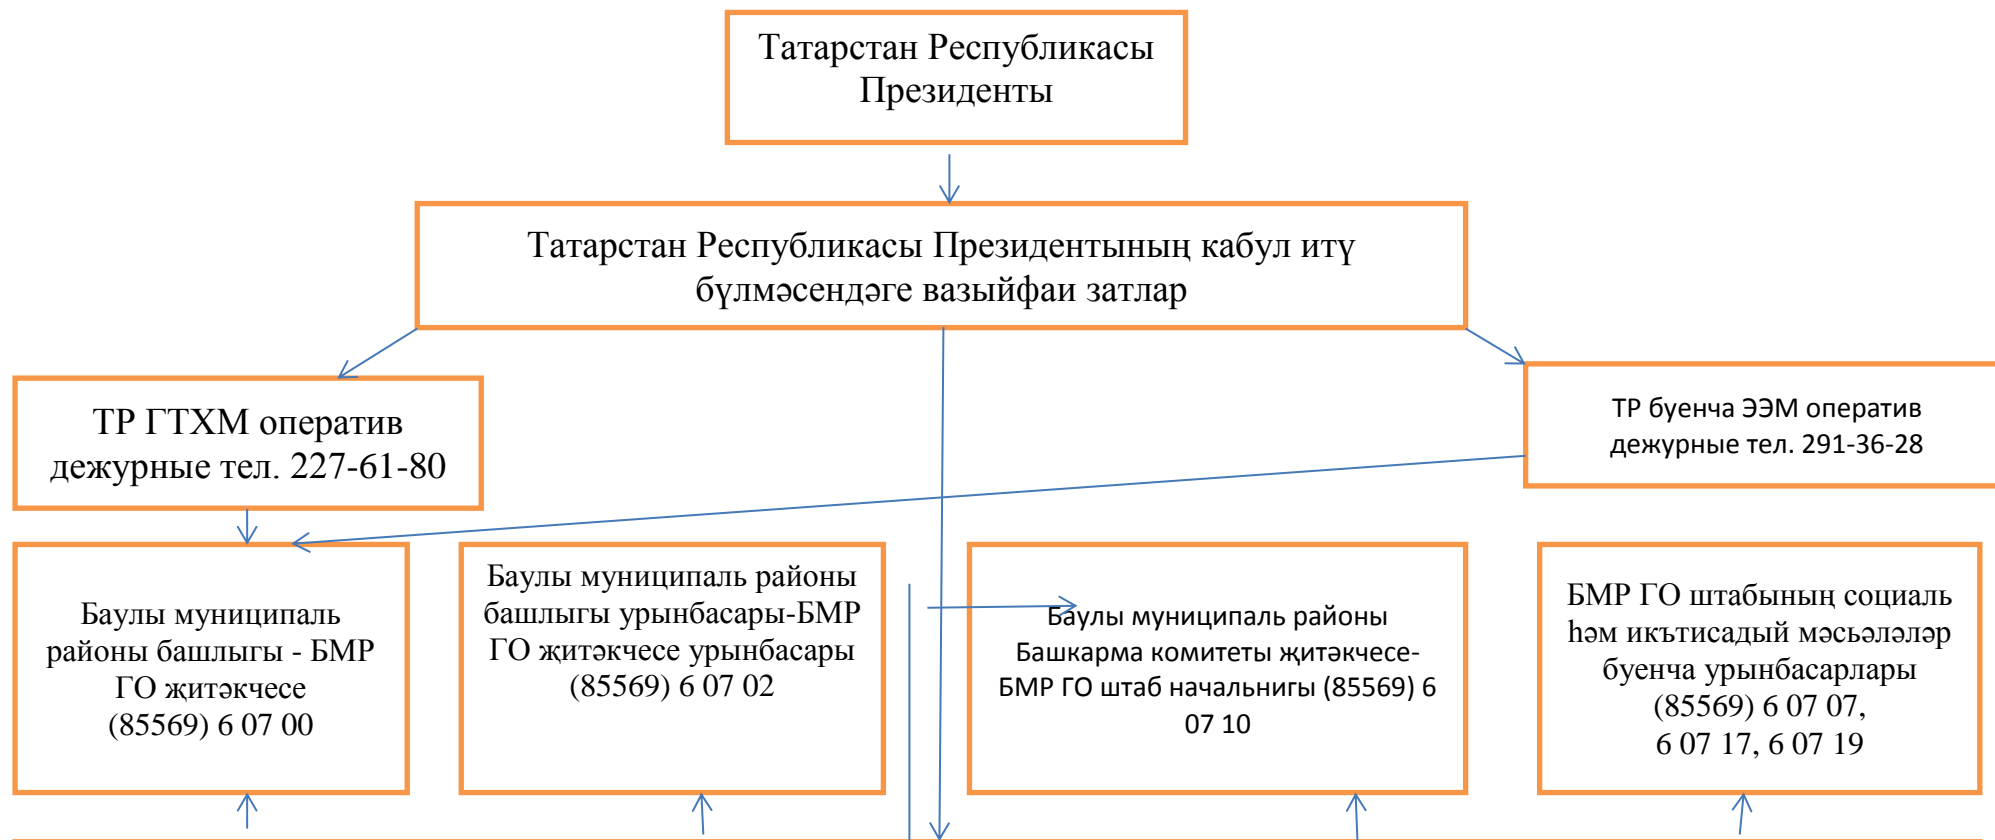 Татарстан Республикасы
Президенты
Татарстан Республикасы Президентының кабул итү
бүлмәсендәге вазыйфаи затлар
ТР ГТХМ оператив
дежурные тел. 227-61-80
ТР буенча ЭЭМ оператив
дежурные тел. 291-36-28
Баулы муниципаль
районы башлыгы - БМР
ГО җитәкчесе
(85569) 6 07 00
Баулы муниципаль районы
башлыгы урынбасары-БМР
ГО җитәкчесе урынбасары
(85569) 6 07 02
Баулы муниципаль районы
Башкарма комитеты җитәкчесе-
БМР ГО штаб начальнигы (85569) 6
07 10
БМР ГО штабының социаль
һәм икътисадый мәсьәләләр
буенча урынбасарлары
(85569) 6 07 07,
6 07 17, 6 07 19